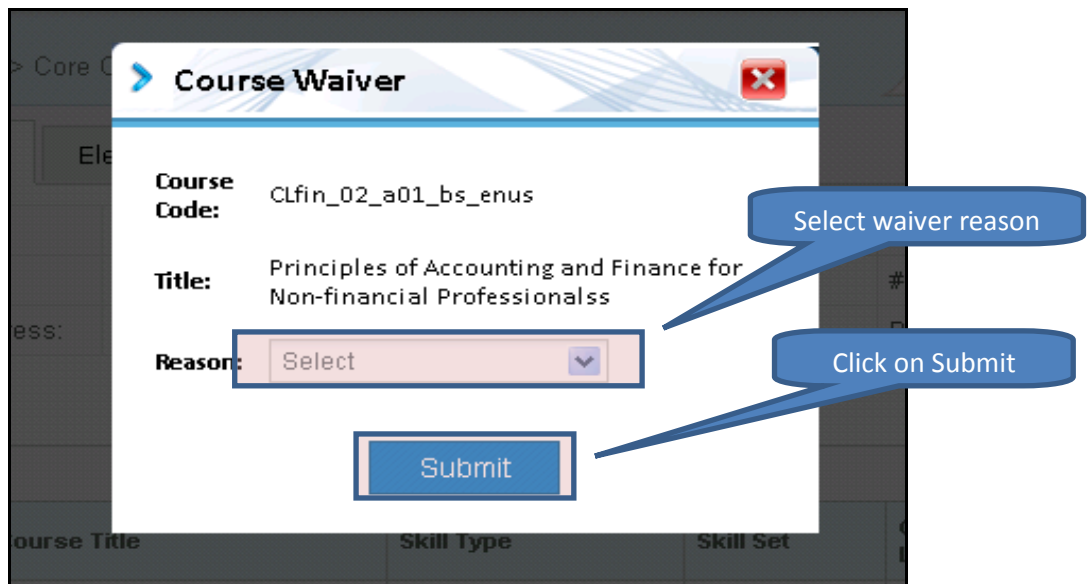 > Core C
Course Waiver
Ele
Course
Code:
CLfin_02_a01_bs_enus
Select waiver reason
Title:
Principles of Accounting and Finance for
Non-financial Professionalss
#
ress:
Reason:
Select
Click on Submit
Submit
ourse Title
Skill Type
Skill Set